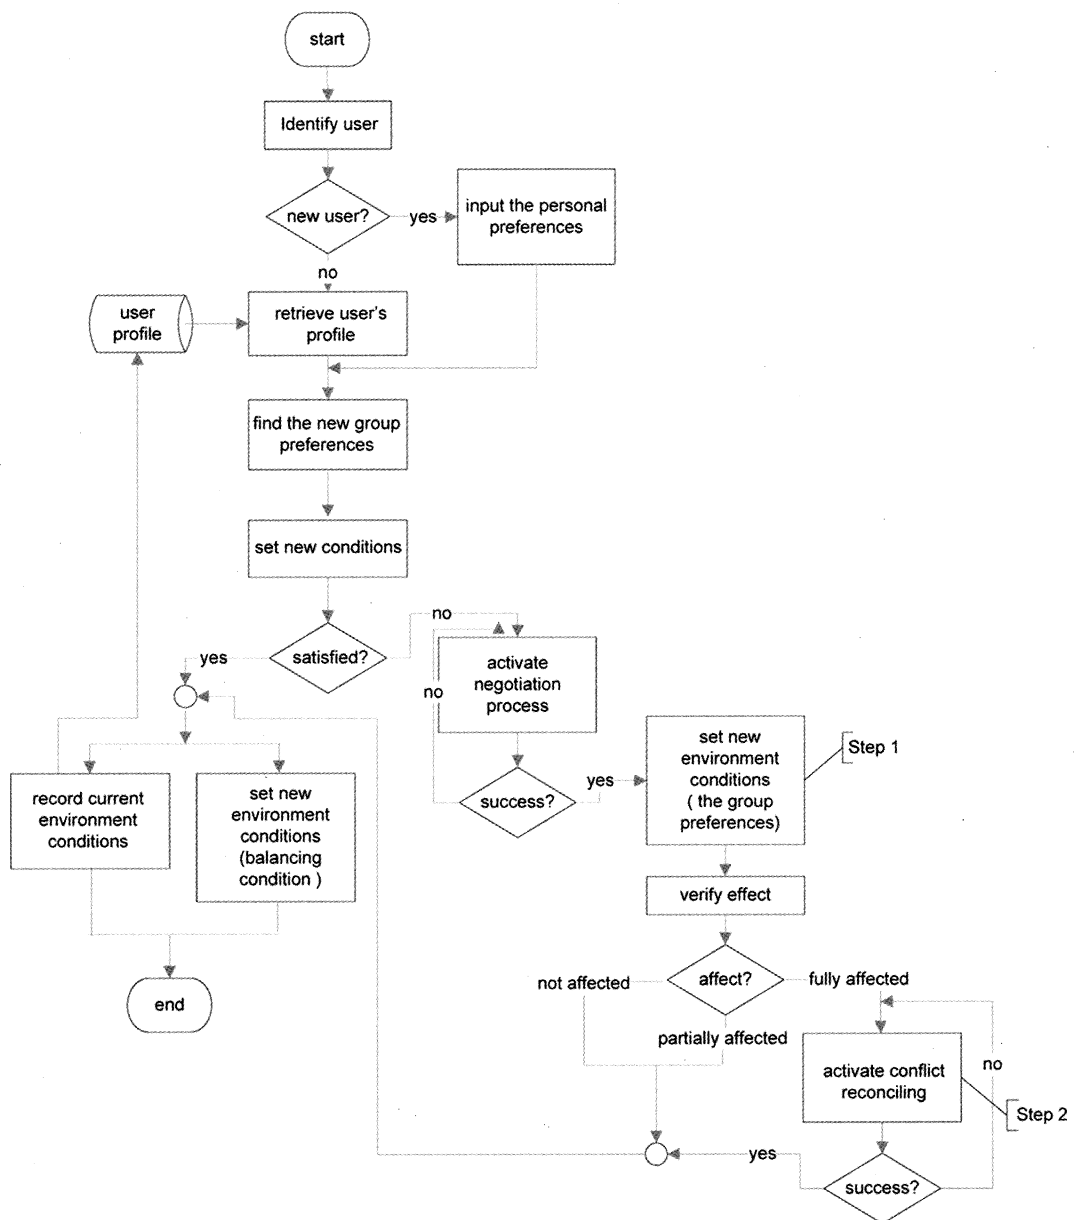 start
Identify user
new user?
yes
input the personal
preferences
no
user
profile
retrieve user's
profile
find the new group
preferences
set new conditions
no
satisfied?
yes
activate
negotiation
process
no
set new
environment
conditions
( the group
preferences)
Step 1
success?
yes
record current
environment
conditions
set new
environment
conditions
(balancing
condition )
verify effect
end
not affected
affect?
fully affected
partially affected
activate conflict
reconciling
no
Step 2
yes
success?